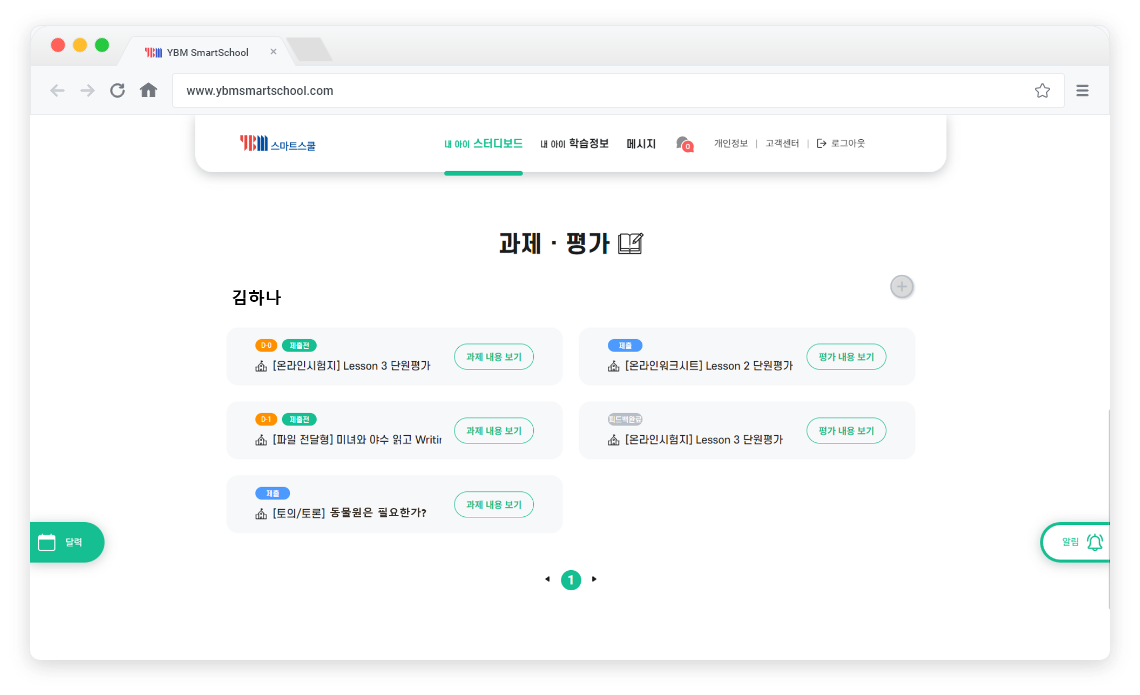 YBM SmartSchool
www.ybmsmartschool.com
YBM 스마트스쿨
내 아이 스터디보드
내 아이 학습정보
메시지
0
개인정보 | 고객센터 | 로그아웃
과제 · 평가
김하나
D-0 제출전
[온라인시험지] Lesson 3 단원평가
과제 내용 보기
제출
[온라인워크시트] Lesson 2 단원평가
평가 내용 보기
D-1 제출전
[파일 전달형] 미녀와 야수 읽고 Writin
과제 내용 보기
피드백완료
[온라인시험지] Lesson 3 단원평가
평가 내용 보기
제출
[토의/토론] 동물원은 필요한가?
과제 내용 보기
달력
알림
1